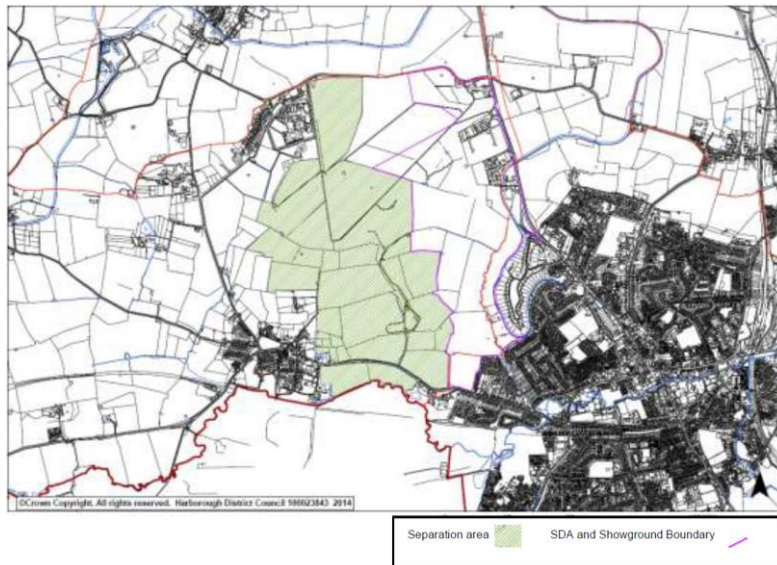 ©Crown Copyright. All rights reserved. Harborough District Council 100023843 2014
Separation area SDA and Showground Boundary